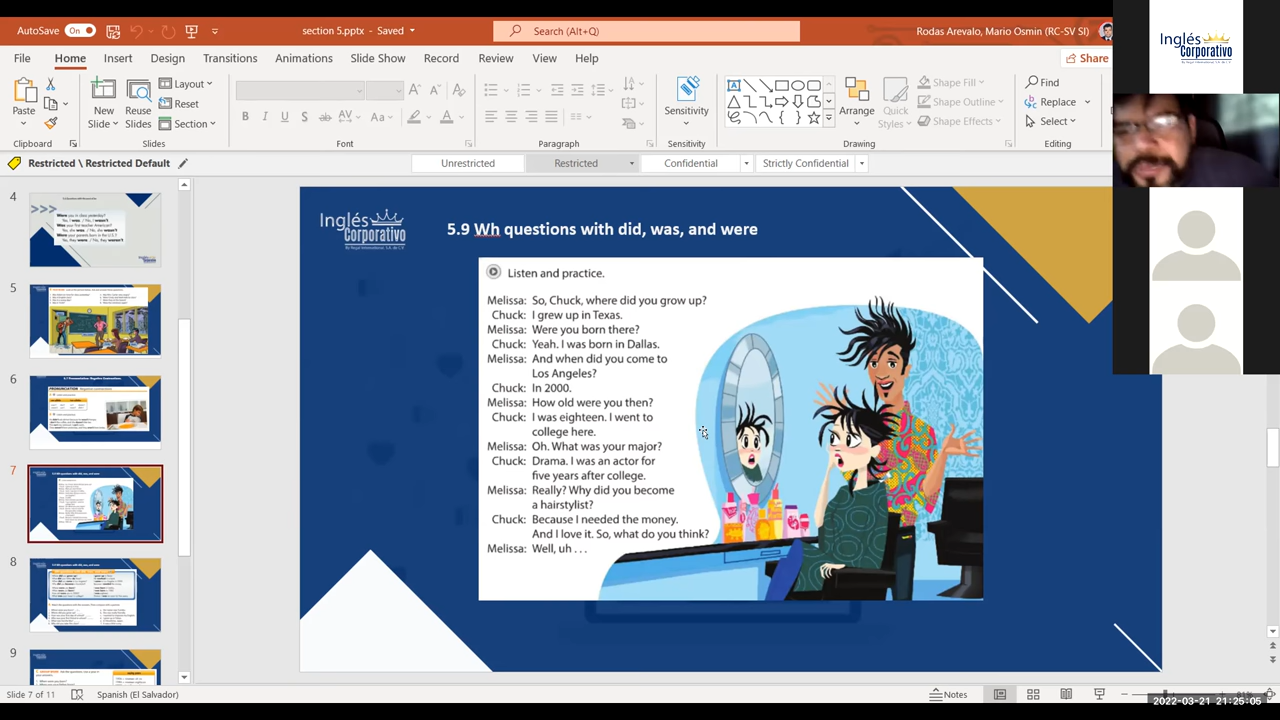 AutoSave On
section 5.pptx - Saved
Search (Alt+Q)
Rodas Arevalo, Mario Osmin (RC-SV SI)
File Home Insert Design Transitions Animations Slide Show Record Review View Help
Share
Paste
Clipboard
New Slide
Reuse Slides
Layout
Reset
Section
Slides
Font
Paragraph
Sensitivity
Sensitivity
Arrange
Quick Styles
Shape Fill
Shape Outline
Shape Effects
Drawing
Find
Replace
Select
Editing
Restricted \ Restricted Default
Unrestricted Restricted Confidential Strictly Confidential
4
5
6
7
8
9
Inglés Corporativo
5.9 Wh questions with did, was, and were
Listen and practice.
Melissa: So, Chuck, where did you grow up?
Chuck: I grew up in Texas.
Melissa: Were you born there?
Chuck: Yeah. I was born in Dallas.
Melissa: And when did you come to
Los Angeles?
Chuck: In 2000.
Melissa: How old were you then?
Chuck: I was eighteen. I went to
college here.
Melissa: Oh. What was your major?
Chuck: Drama. I was an actor for
five years after college.
Melissa: Really? Why did you become
a hairstylist?
Chuck: Because I needed the money.
And I love it. So, what do you think?
Melissa: Well, uh . . .
Inglés Corporativo
Slide 7 of 11
Spanish (El Salvador)
Notes
2022-03-21 21:25:05